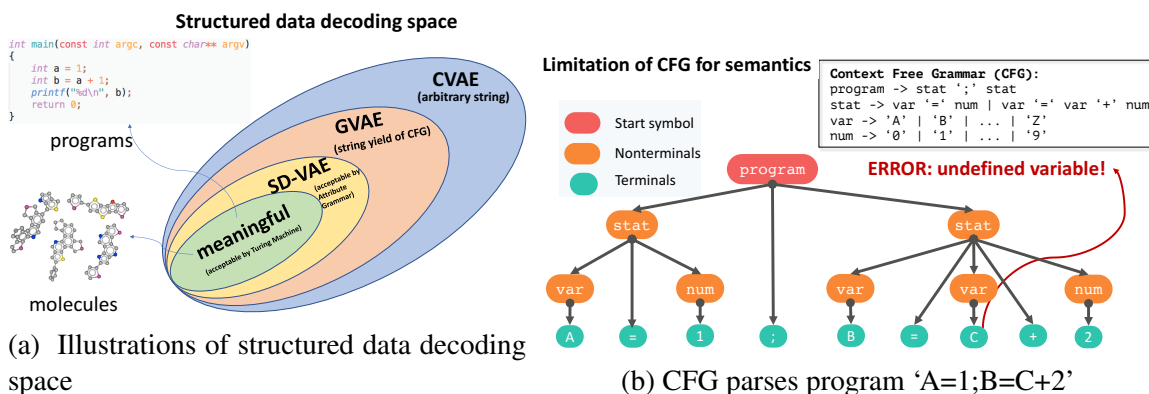 Structured data decoding space
int main(const int argc, const char** argv)
{
int a = 1;
int b = a + 1;
printf("%d\n", b);
return 0;
}
programs
CVAE
(arbitrary string)
GVAE
(string yield of CFG)
SD-VAE
(acceptable by
Attribute
Grammar)
meaningful
(acceptable by Turing Machine)
molecules
(a) Illustrations of structured data decoding
space
Limitation of CFG for semantics
Context Free Grammar (CFG):
program -> stat ‘;’ stat
stat -> var ‘=’ num | var ‘=’ var ‘+’ num
var -> ’A’ | ‘B’ | ... | ‘Z’
num -> ‘0’ | ‘1’ | ... | ‘9’
Start symbol
Nonterminals
Terminals
ERROR: undefined variable!
program
stat stat
var num var var num
A = 1 ; B = C + 2
(b) CFG parses program ‘A=1;B=C+2’